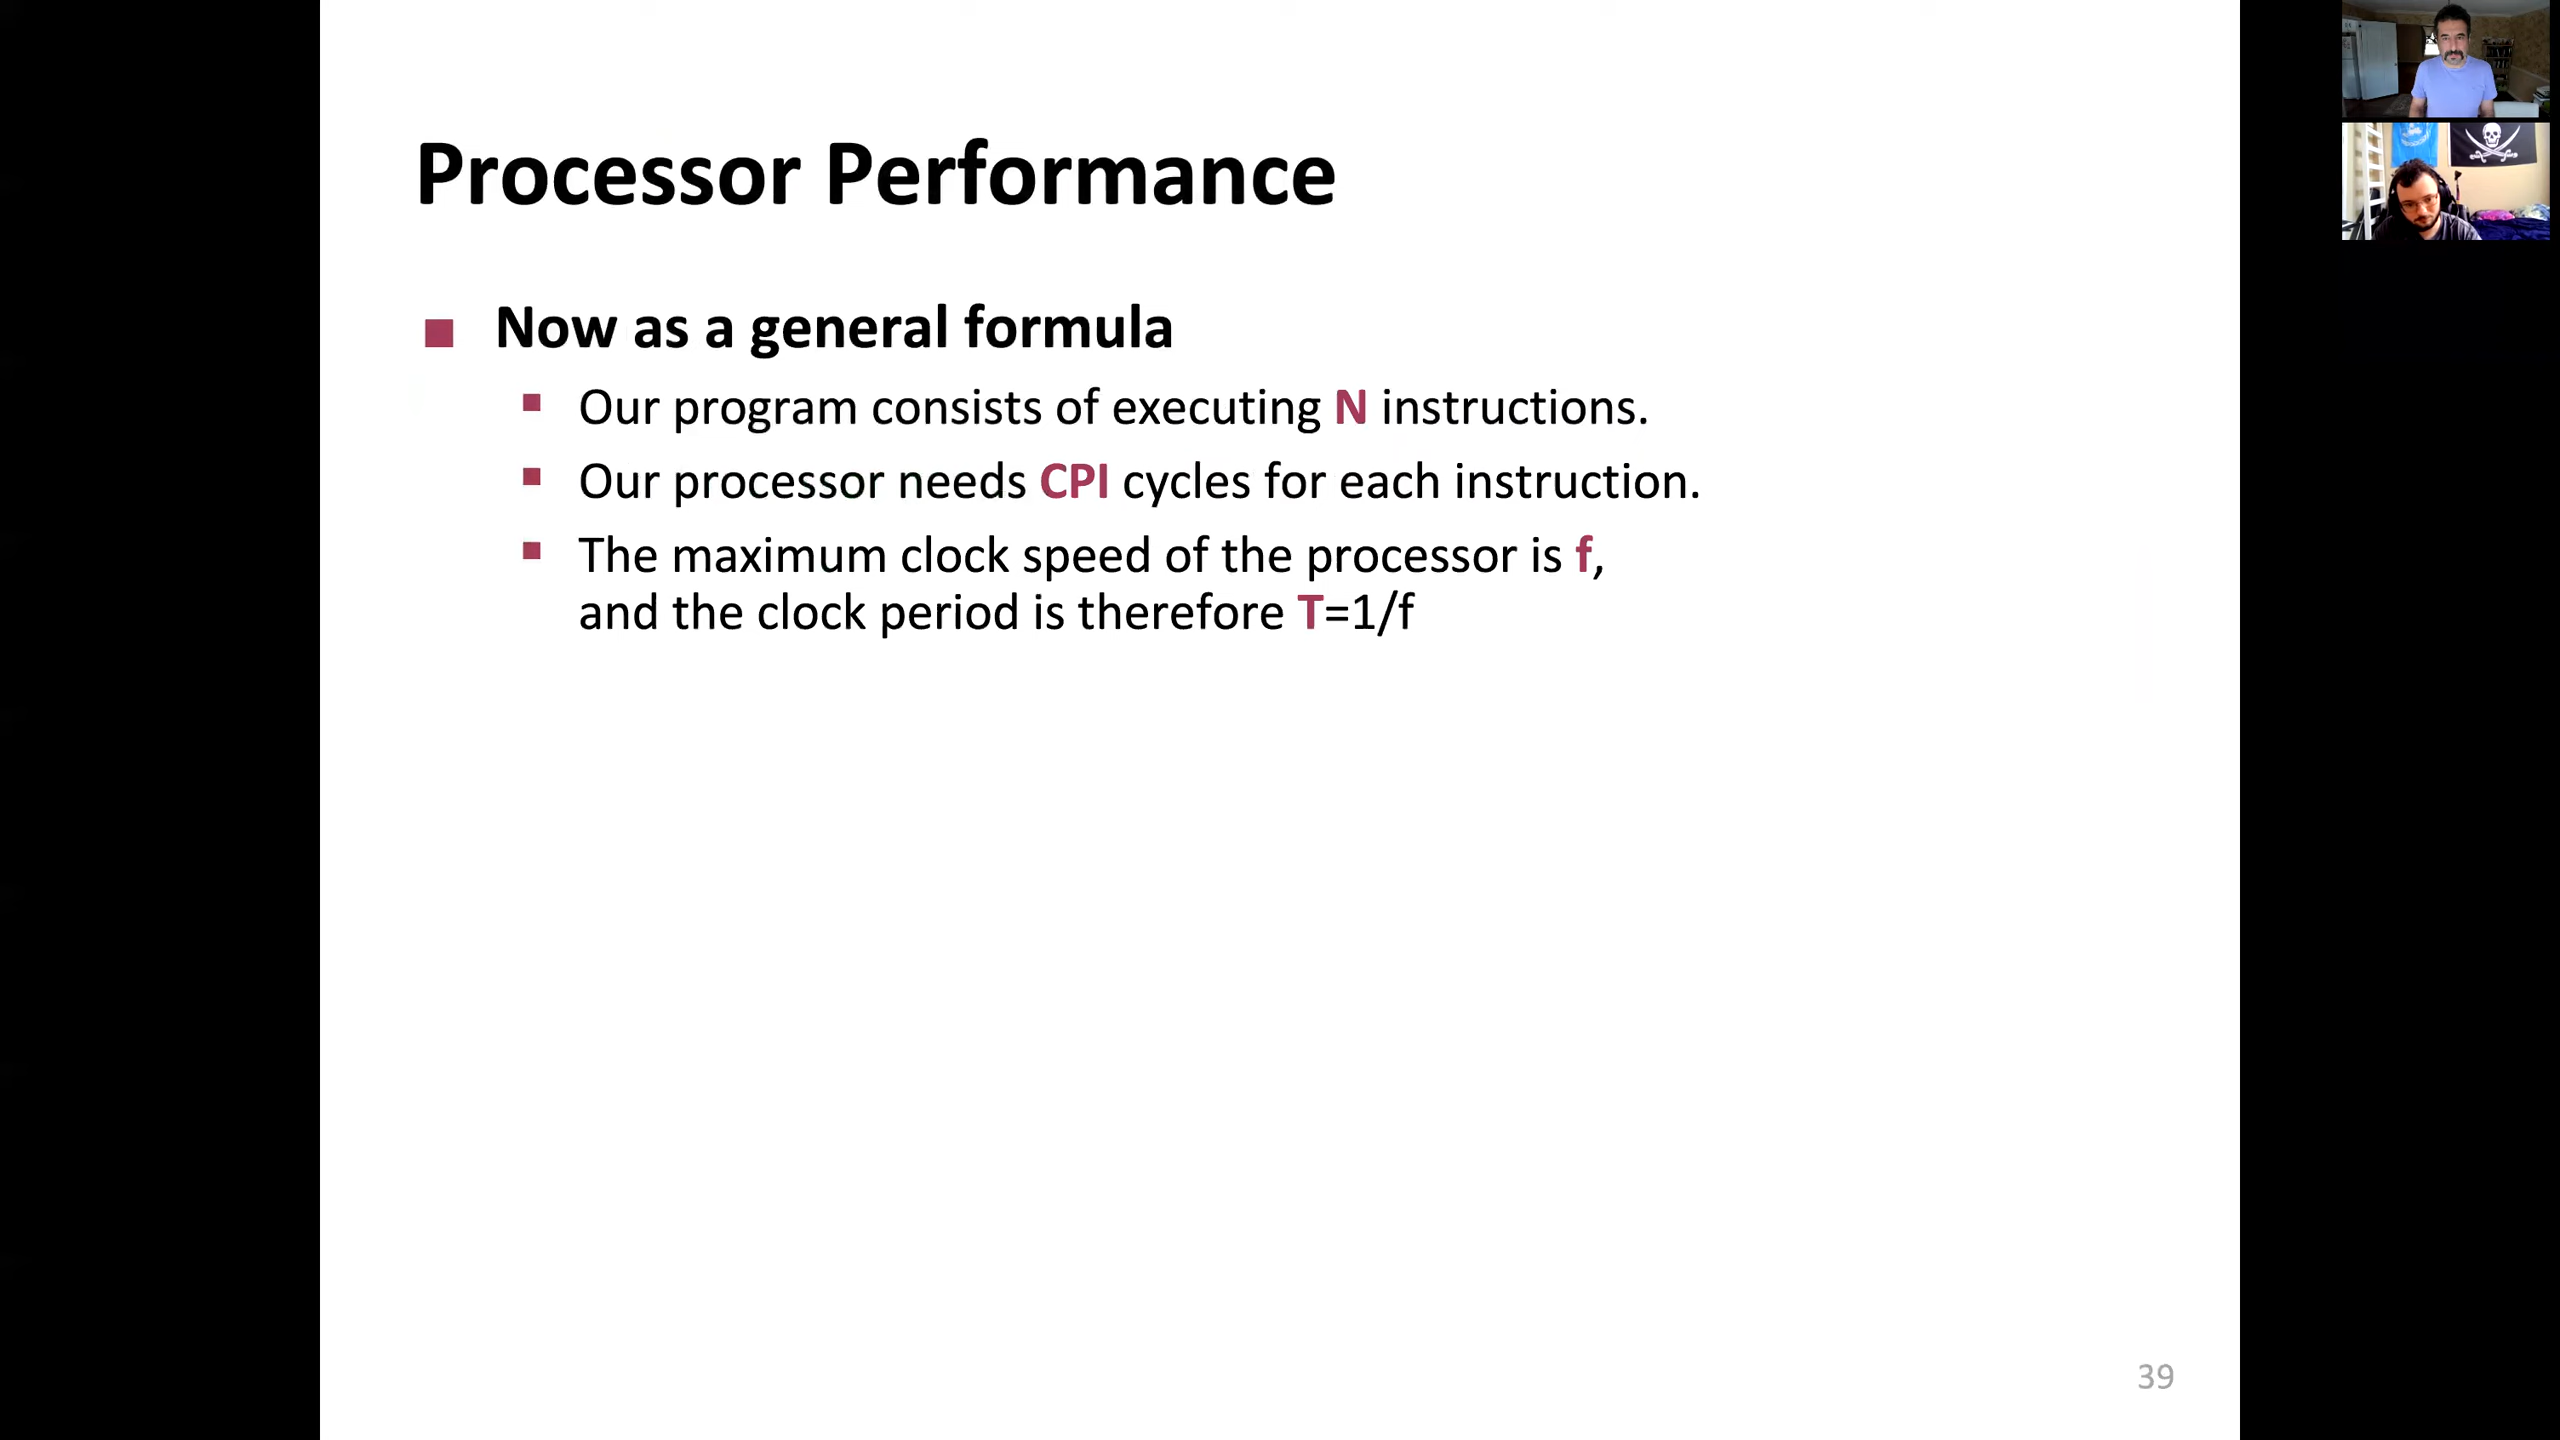 Processor Performance
Now as a general formula
Our program consists of executing N instructions.
Our processor needs CPI cycles for each instruction.
The maximum clock speed of the processor is f,
and the clock period is therefore T=1/f
39